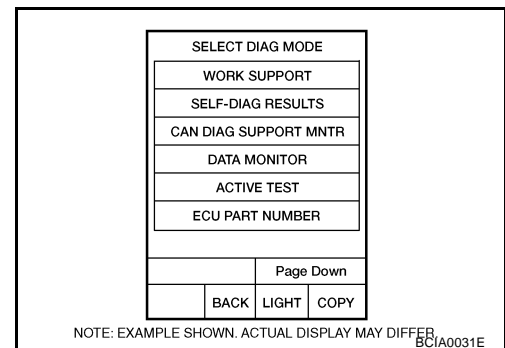 SELECT DIAG MODE
WORK SUPPORT
SELF-DIAG RESULTS
CAN DIAG SUPPORT MNTR
DATA MONITOR
ACTIVE TEST
ECU PART NUMBER
Page Down
BACK LIGHT COPY
NOTE: EXAMPLE SHOWN. ACTUAL DISPLAY MAY DIFFER.
BCIA0031E